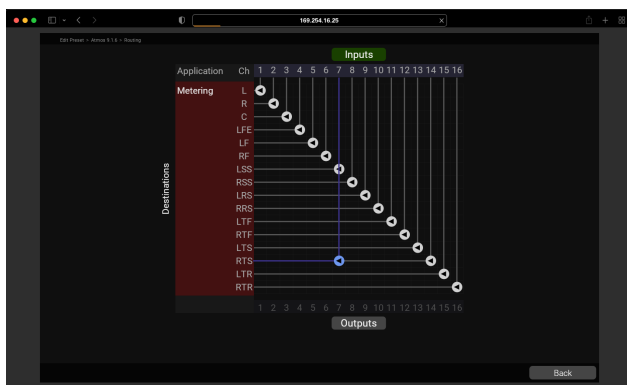 169.254.16.25
Edit Preset > Atmos 9.1.6 > Routing
Inputs
Application Ch 1 2 3 4 5 6 7 8 9 10 11 12 13 14 15 16
Metering L
R
C
LFE
LF
RF
LSS
RSS
LRS
RRS
LTF
RTF
LTS
RTS
LTR
RTR
Destinations
1 2 3 4 5 6 7 8 9 10 11 12 13 14 15 16
Outputs
Back